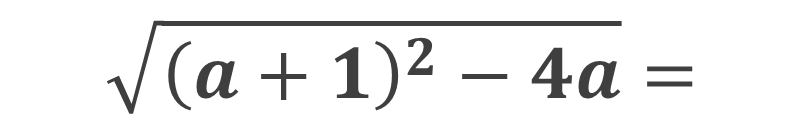 √(a + 1)² − 4a =